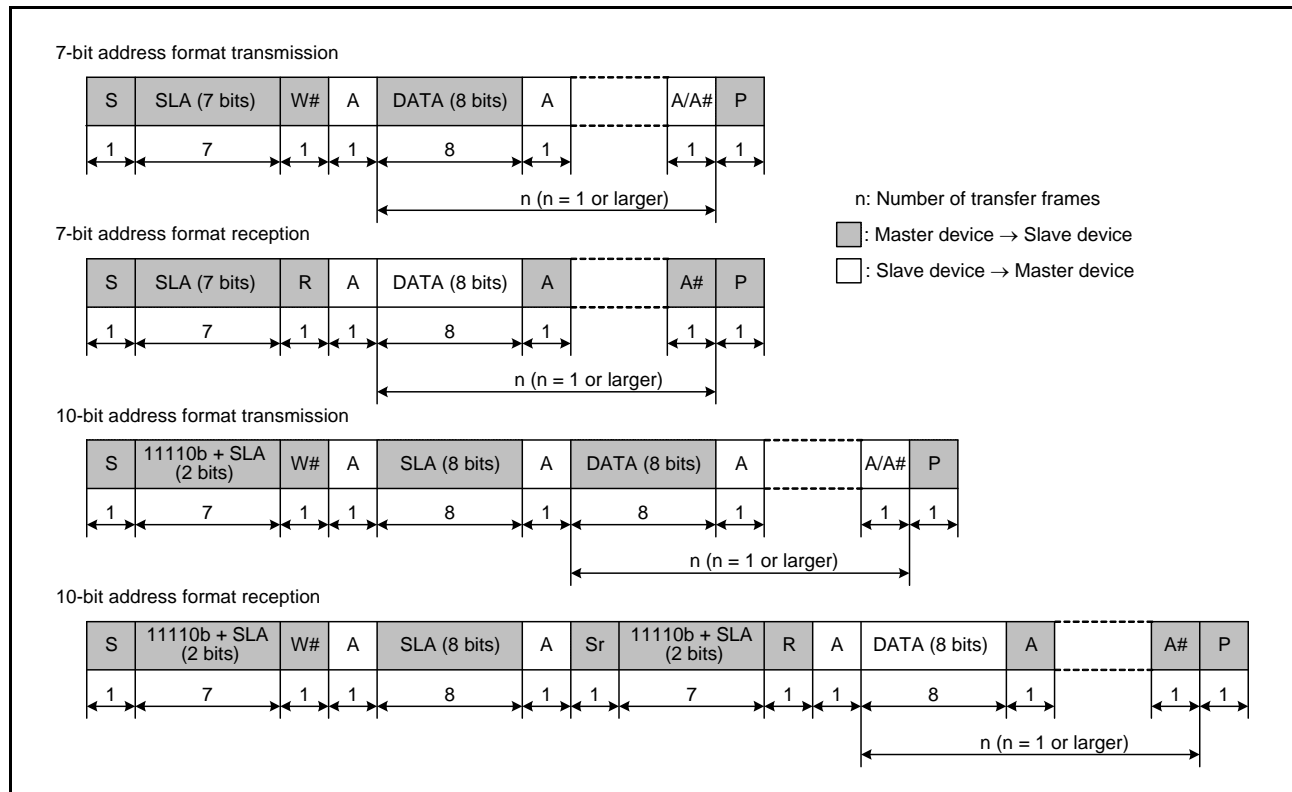 7-bit address format transmission
S SLA (7 bits) W# A DATA (8 bits) A A/A# P
1 7 1 1 8 1 1 1
n (n = 1 or larger)
n: Number of transfer frames
: Master device → Slave device
: Slave device → Master device
7-bit address format reception
S SLA (7 bits) R A DATA (8 bits) A A# P
1 7 1 1 8 1 1 1
n (n = 1 or larger)
10-bit address format transmission
S 11110b + SLA (2 bits) W# A SLA (8 bits) A DATA (8 bits) A A/A# P
1 7 1 1 8 1 8 1 1 1
n (n = 1 or larger)
10-bit address format reception
S 11110b + SLA (2 bits) W# A SLA (8 bits) A Sr 11110b + SLA (2 bits) R A DATA (8 bits) A A# P
1 7 1 1 8 1 1 7 1 1 8 1 1 1
n (n = 1 or larger)